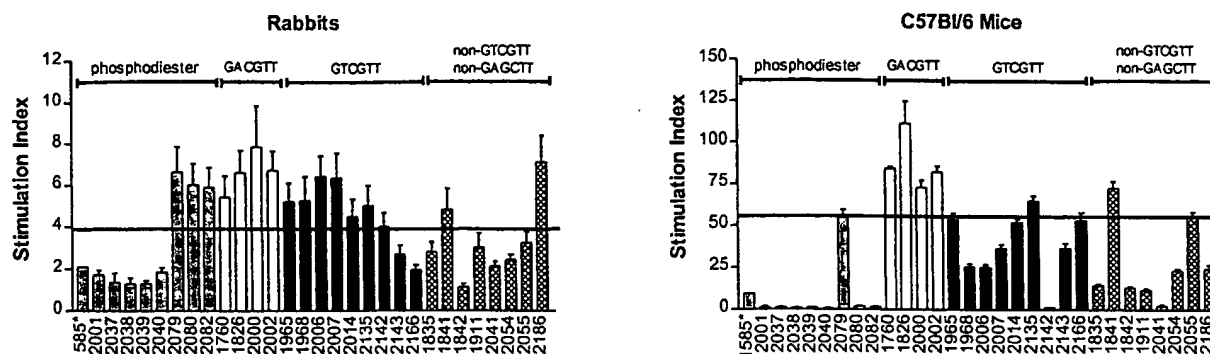 Rabbits
non-GTCGTT
non-GAGCTT
phosphodiester GACGTT GTCGTT
Stimulation Index
12
10
8
6
4
2
0
585* 2001 2037 2038 2039 2040 2079 2080 2082 1760 1826 2000 2002 1965 1968 2006 2007 2014 2135 2142 2143 2166 1835 1841 1842 1911 2041 2054 2055 2186
C57Bl/6 Mice
non-GTCGTT
non-GAGCTT
phosphodiester GACGTT GTCGTT
Stimulation Index
150
125
100
75
50
25
0
1585* 2001 2037 2038 2039 2040 2079 2080 2082 1760 1826 2000 2002 1965 1968 2006 2007 2014 2135 2142 2143 2166 1835 1841 1842 1911 2041 2054 2055 2186